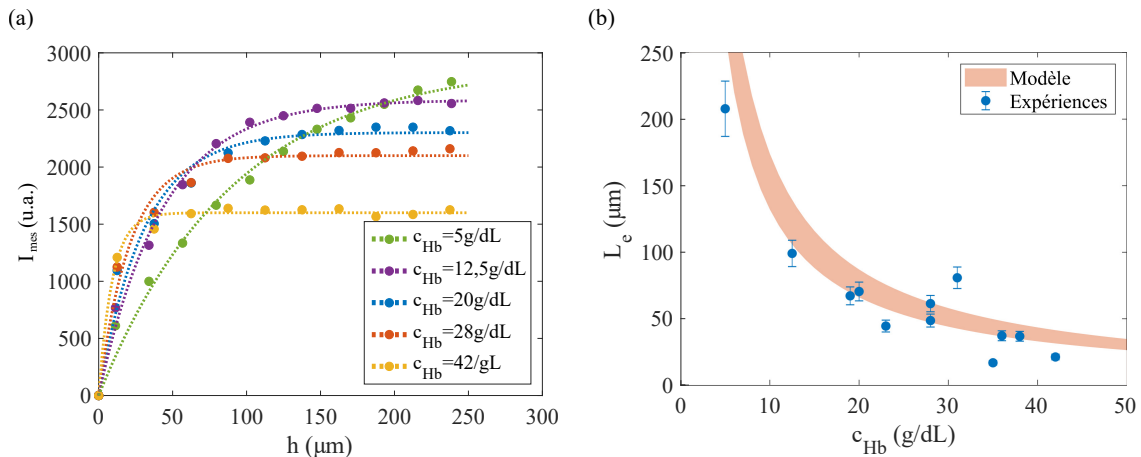 (a)
3000
2500
2000
1500
1000
500
0
I_mes (u.a.)
0 50 100 150 200 250 300
h (μm)
c_Hb=5g/dL
c_Hb=12,5g/dL
c_Hb=20g/dL
c_Hb=28g/dL
c_Hb=42/gL
(b)
250
200
150
100
50
0
L_e (μm)
0 10 20 30 40 50
c_Hb (g/dL)
Modèle
Expériences